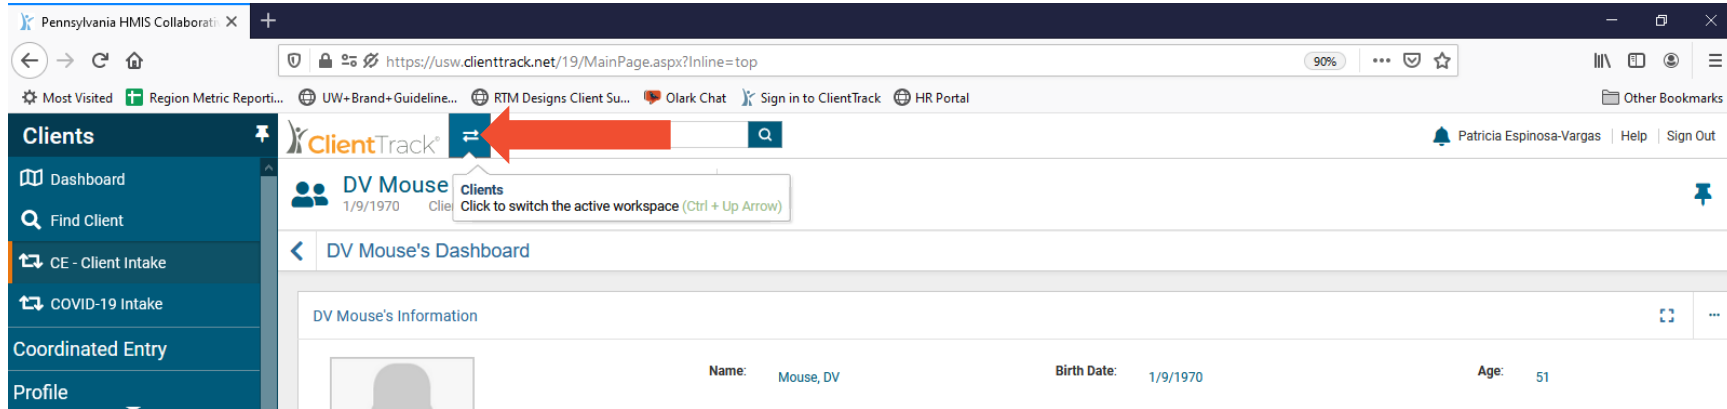 Pennsylvania HMIS Collaborati
https://usw.clienttrack.net/19/MainPage.aspx?Inline=top
90%
Most Visited
Region Metric Reporti...
UW+Brand+Guideline...
RTM Designs Client Su...
Olark Chat
Sign in to ClientTrack
HR Portal
Other Bookmarks
Clients
ClientTrack
Patricia Espinosa-Vargas
Help
Sign Out
Dashboard
DV Mouse
1/9/1970
Clients
Click to switch the active workspace (Ctrl + Up Arrow)
Find Client
DV Mouse's Dashboard
CE - Client Intake
COVID-19 Intake
DV Mouse's Information
Coordinated Entry
Name: Mouse, DV
Birth Date: 1/9/1970
Age: 51
Profile